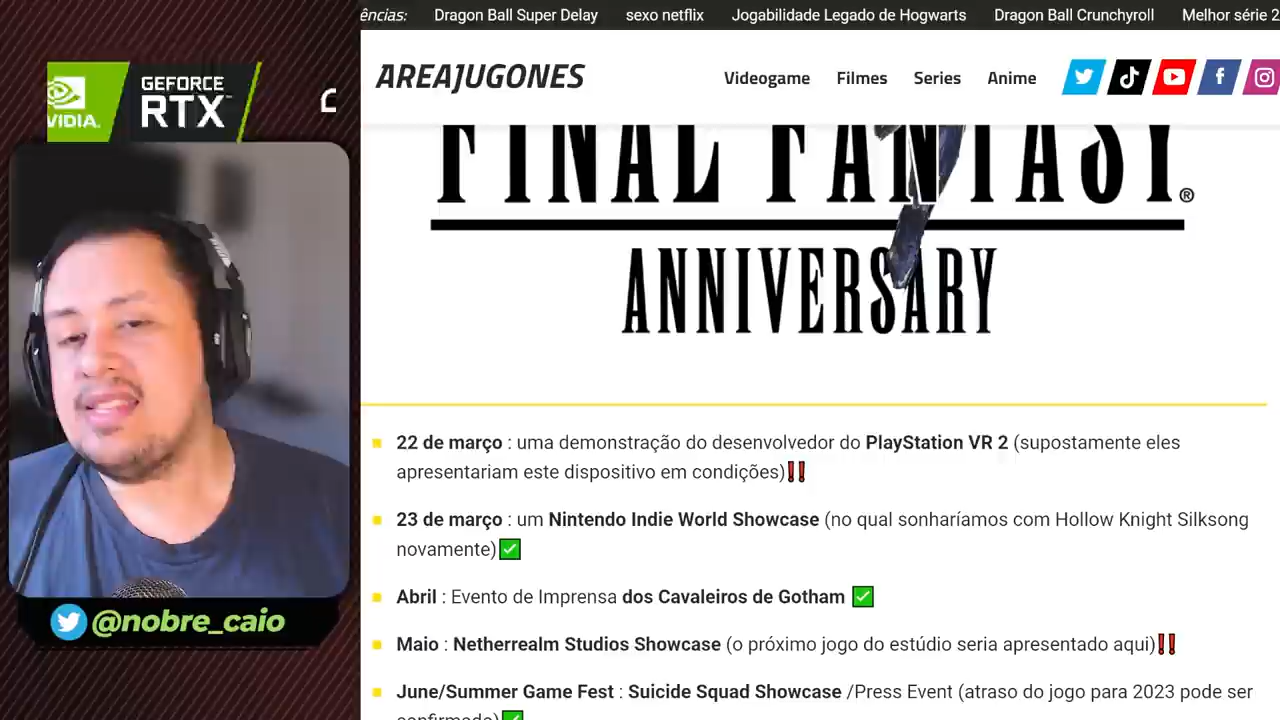 ências: Dragon Ball Super Delay sexo netflix Jogabilidade Legado de Hogwarts Dragon Ball Crunchyroll Melhor série 2
AREAJUGONES Videogame Filmes Series Anime
NVIDIA. GEFORCE RTX™
FINAL FANTASY®
ANNIVERSARY
22 de março : uma demonstração do desenvolvedor do PlayStation VR 2 (supostamente eles
apresentariam este dispositivo em condições)‼️
23 de março : um Nintendo Indie World Showcase (no qual sonharíamos com Hollow Knight Silksong
novamente)✅
Abril : Evento de Imprensa dos Cavaleiros de Gotham ✅
Maio : Netherrealm Studios Showcase (o próximo jogo do estúdio seria apresentado aqui)‼️
June/Summer Game Fest : Suicide Squad Showcase /Press Event (atraso do jogo para 2023 pode ser
confirmado)✅
@nobre_caio